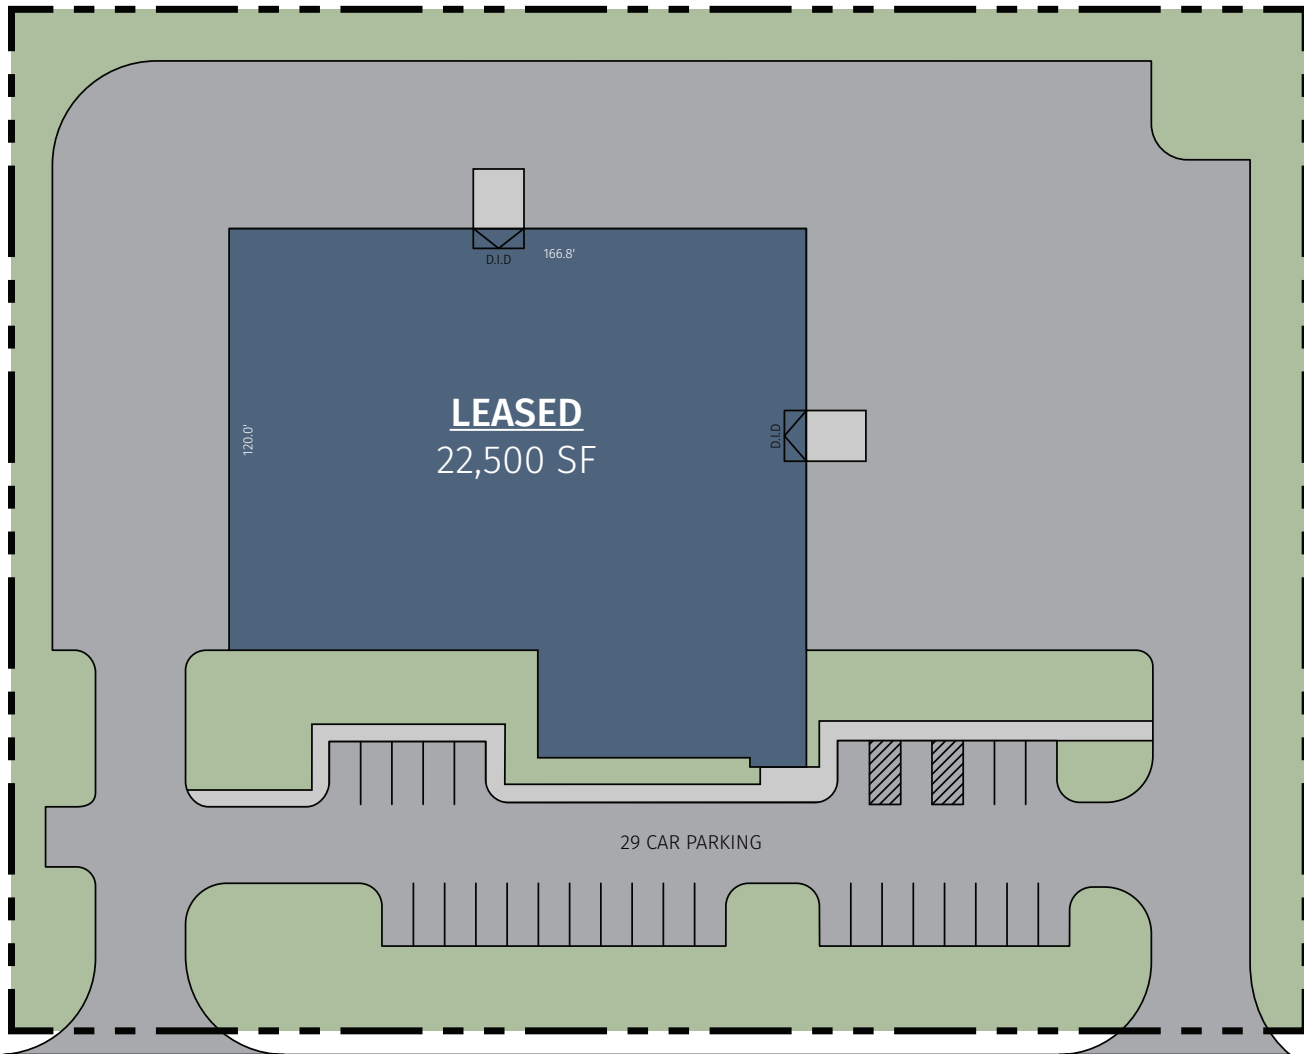 D.I.D
166.8'
LEASED
22,500 SF
120.0'
D.I.D
29 CAR PARKING